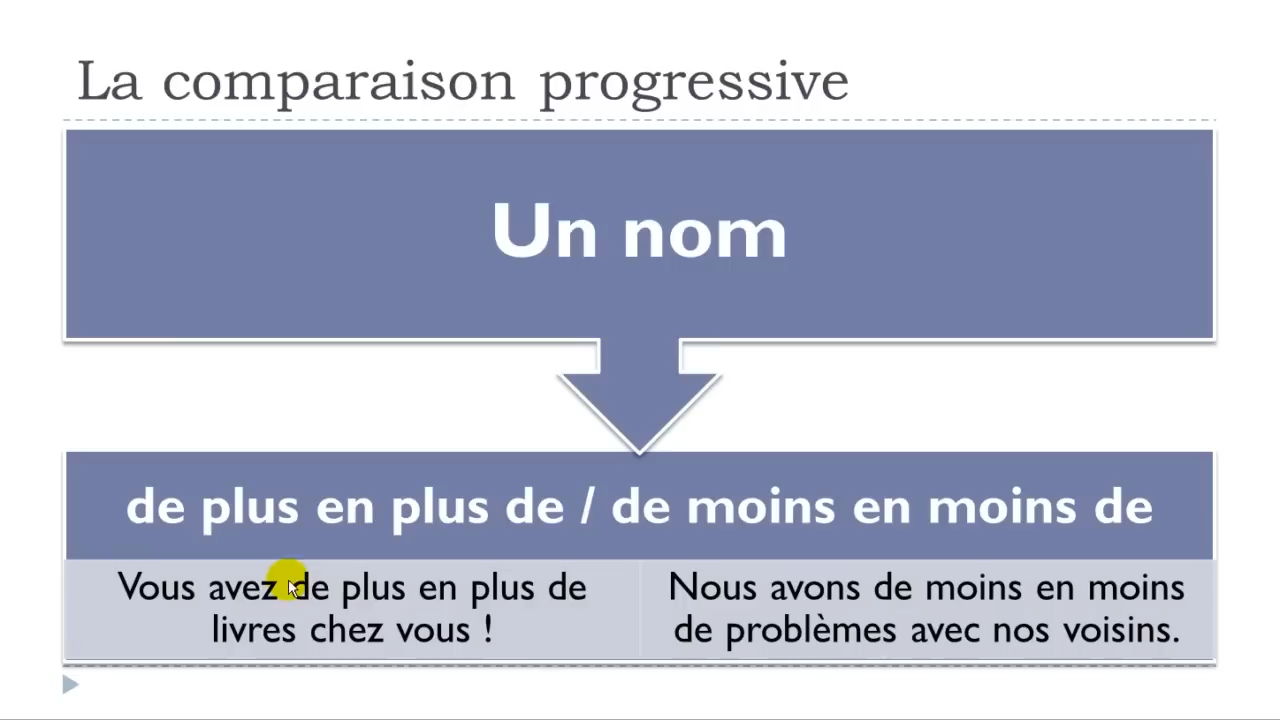 La comparaison progressive
Un nom
de plus en plus de / de moins en moins de
Vous avez de plus en plus de
livres chez vous !
Nous avons de moins en moins
de problèmes avec nos voisins.